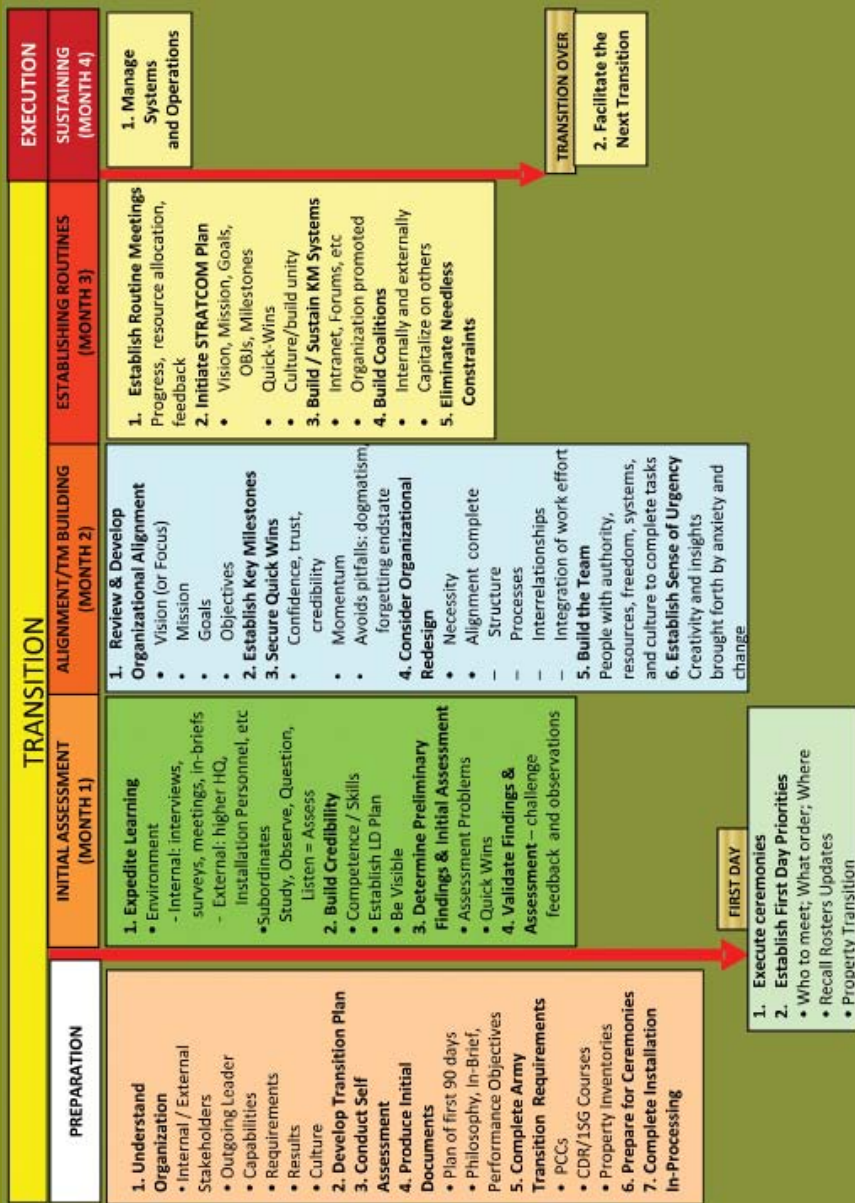 TRANSITION
EXECUTION
PREPARATION
INITIAL ASSESSMENT
(MONTH 1)
ALIGNMENT/TM BUILDING
(MONTH 2)
ESTABLISHING ROUTINES
(MONTH 3)
SUSTAINING
(MONTH 4)
1. Understand
Organization
• Internal / External
Stakeholders
• Outgoing Leader
• Capabilities
• Requirements
• Results
• Culture
2. Develop Transition Plan
3. Conduct Self
Assessment
4. Produce Initial
Documents
• Plan of first 90 days
• Philosophy, In-Brief,
Performance Objectives
5. Complete Army
Transition Requirements
• PCCs
• CDR/1SG Courses
• Property Inventories
6. Prepare for Ceremonies
7. Complete Installation
In-Processing
1. Expedite Learning
• Environment
- Internal: interviews,
surveys, meetings, in-briefs
- External: higher HQ,
Installation Personnel, etc
•Subordinates
Study, Observe, Question,
Listen = Assess
2. Build Credibility
• Competence / Skills
• Establish LD Plan
• Be Visible
3. Determine Preliminary
Findings & Initial Assessment
• Assessment Problems
• Quick Wins
4. Validate Findings &
Assessment – challenge
feedback and observations
FIRST DAY
1. Execute ceremonies
2. Establish First Day Priorities
• Who to meet; What order; Where
• Recall Rosters Updates
• Property Transition
1. Review & Develop
Organizational Alignment
• Vision (or Focus)
• Mission
• Goals
• Objectives
2. Establish Key Milestones
3. Secure Quick Wins
• Confidence, trust,
credibility
• Momentum
• Avoids pitfalls: dogmatism,
forgetting endstate
4. Consider Organizational
Redesign
• Necessity
• Alignment complete
– Structure
– Processes
– Interrelationships
– Integration of work effort
5. Build the Team
People with authority,
resources, freedom, systems,
and culture to complete tasks
6. Establish Sense of Urgency
Creativity and insights
brought forth by anxiety and
change
1. Establish Routine Meetings
Progress, resource allocation,
feedback
2. Initiate STRATCOM Plan
• Vision, Mission, Goals,
OBJs, Milestones
• Quick-Wins
• Culture/build unity
3. Build / Sustain KM Systems
• Intranet, Forums, etc
• Organization promoted
4. Build Coalitions
• Internally and externally
• Capitalize on others
5. Eliminate Needless
Constraints
1. Manage
Systems
and Operations
TRANSITION OVER
2. Facilitate the
Next Transition